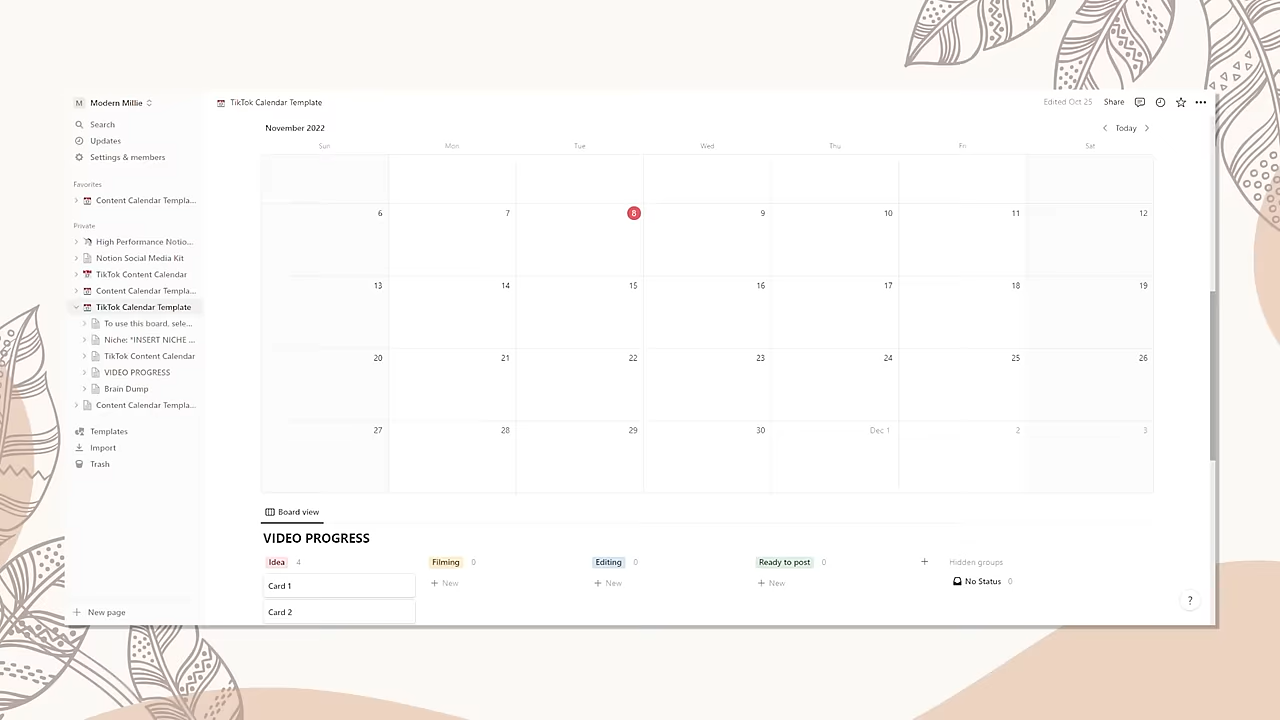 M Modern Millie
Search
Updates
Settings & members
Favorites
Content Calendar Templa...
Private
High Performance Notio...
Notion Social Media Kit
TikTok Content Calendar
Content Calendar Templa...
TikTok Calendar Template
To use this board, sele...
Niche: *INSERT NICHE ...
TikTok Content Calendar
VIDEO PROGRESS
Brain Dump
Content Calendar Templa...
Templates
Import
Trash
New page
TikTok Calendar Template
Edited Oct 25 Share
November 2022
Today
Sun Mon Tue Wed Thu Fri Sat
6 7 8 9 10 11 12
13 14 15 16 17 18 19
20 21 22 23 24 25 26
27 28 29 30 Dec 1 2 3
Board view
VIDEO PROGRESS
Idea 4 Filming 0 Editing 0 Ready to post 0 + Hidden groups
Card 1 + New + New + New No Status 0
Card 2
?